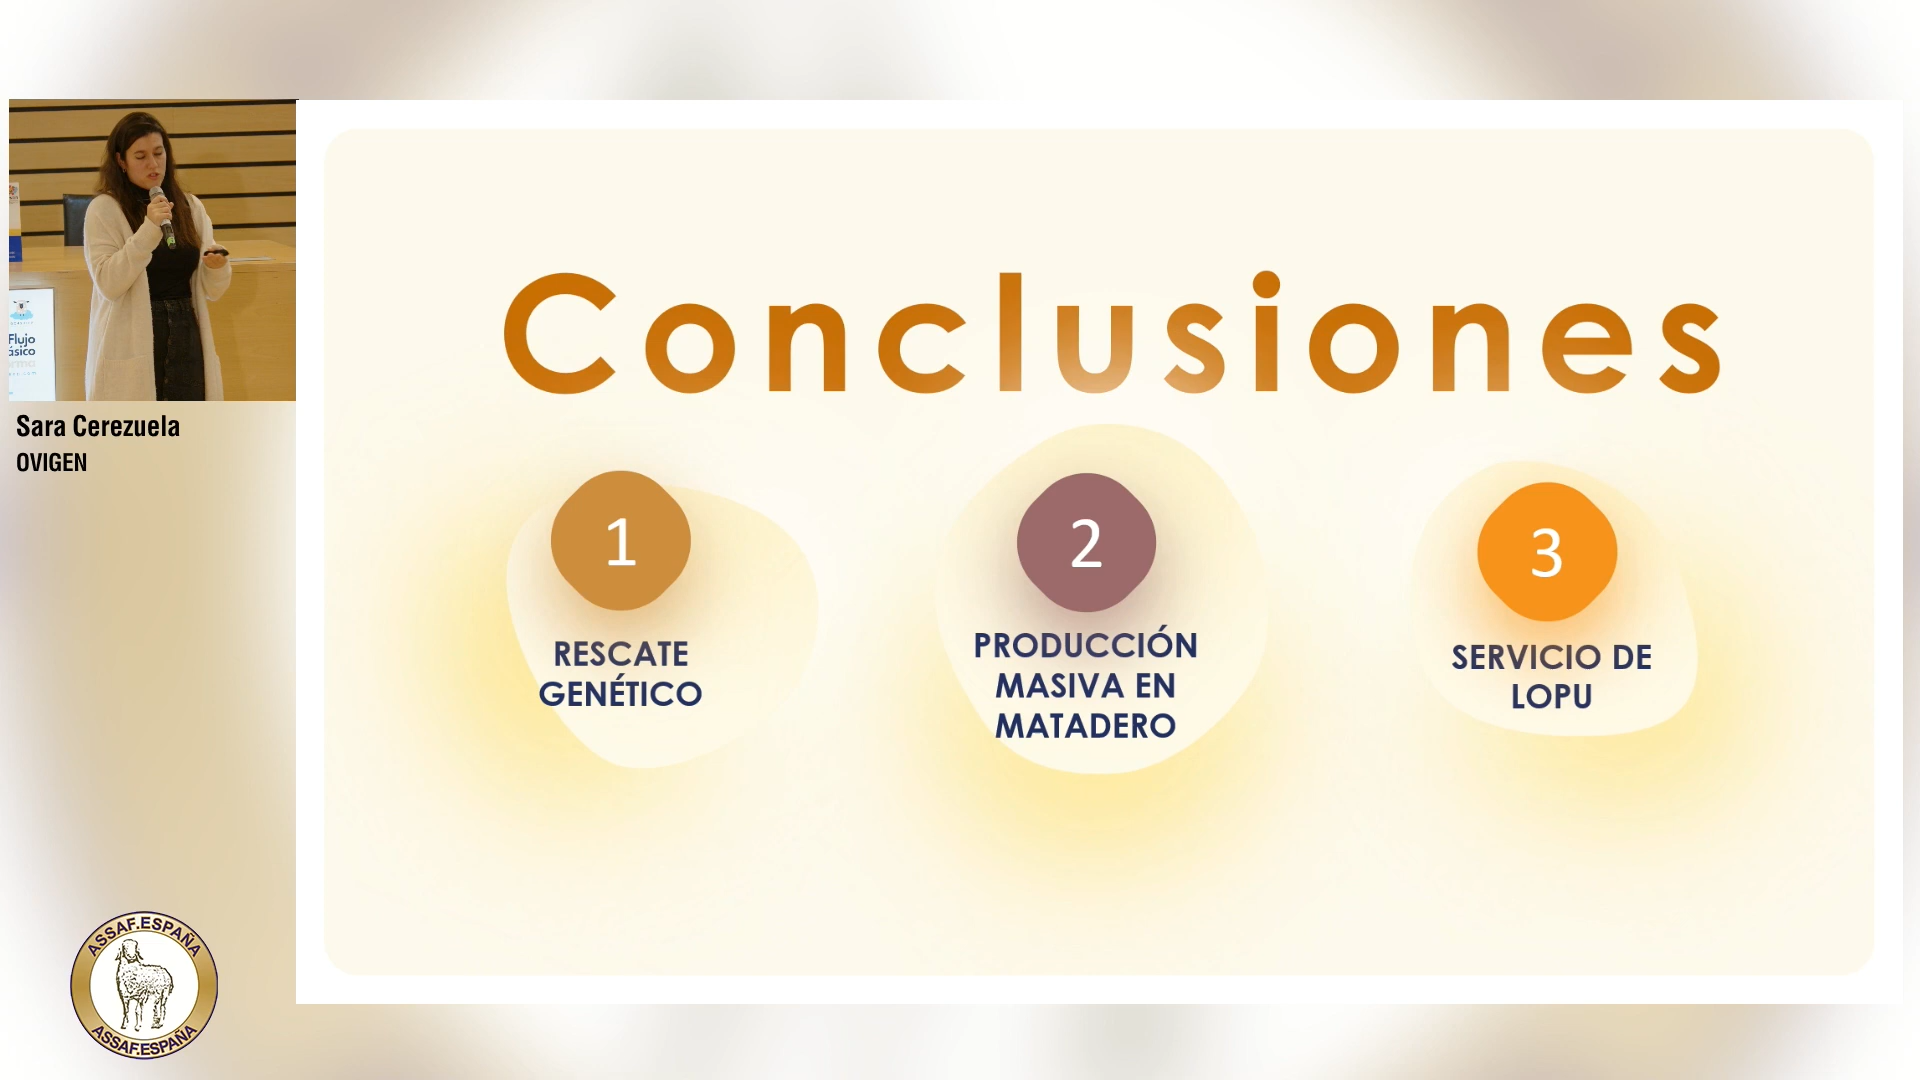 Conclusiones
1
RESCATE
GENÉTICO
2
PRODUCCIÓN
MASIVA EN
MATADERO
3
SERVICIO DE
LOPU
Flujo
Sara Cerezuela
OVIGEN
ASSAF.ESPAÑA
ASSAF.ESPAÑA